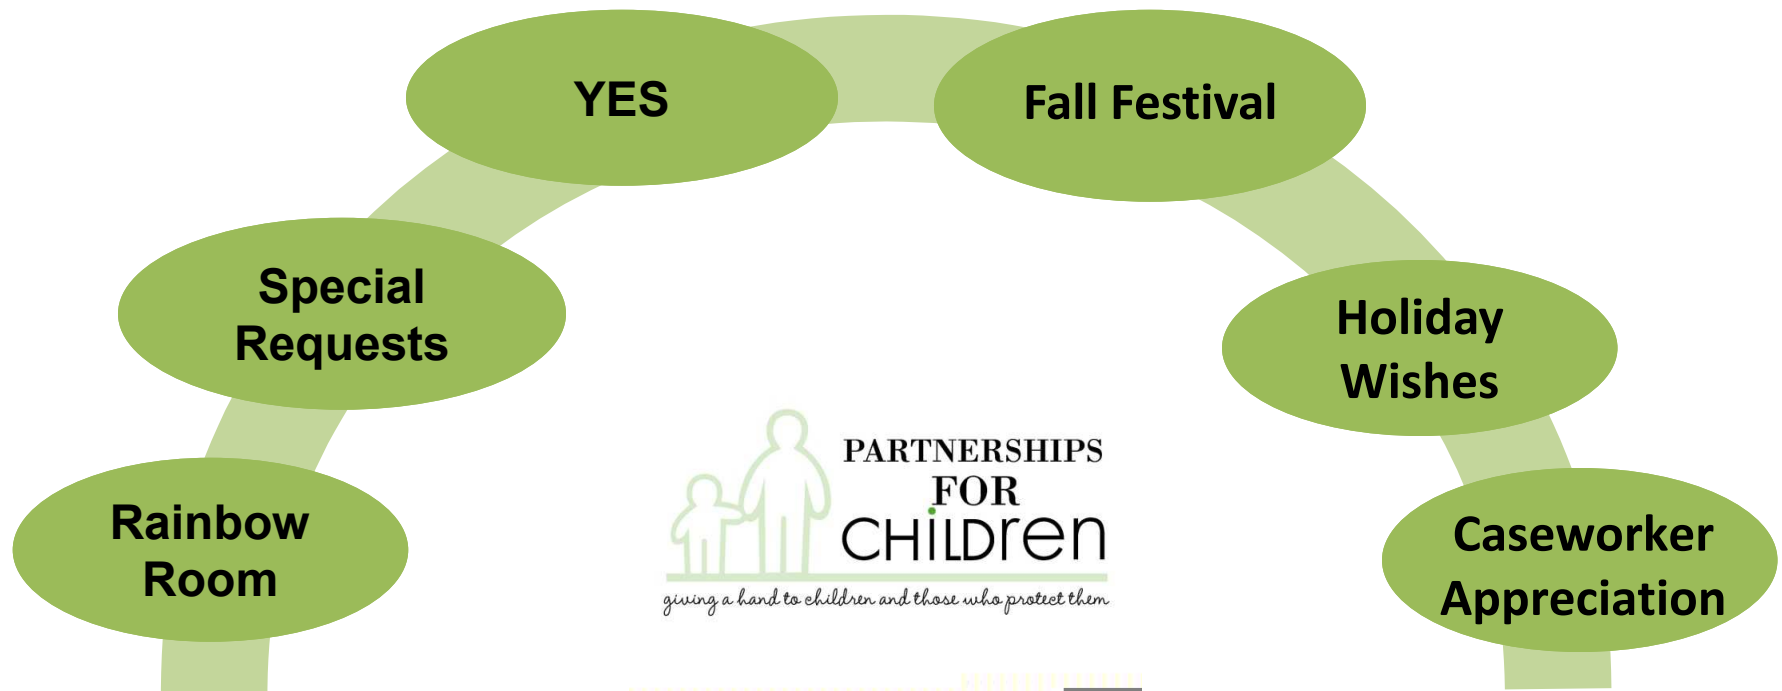 YES
Fall Festival
Special
Requests
Holiday
Wishes
Rainbow
Room
Caseworker
Appreciation
PARTNERSHIPS
FOR
CHiLDren
giving a hand to children and those who protect them